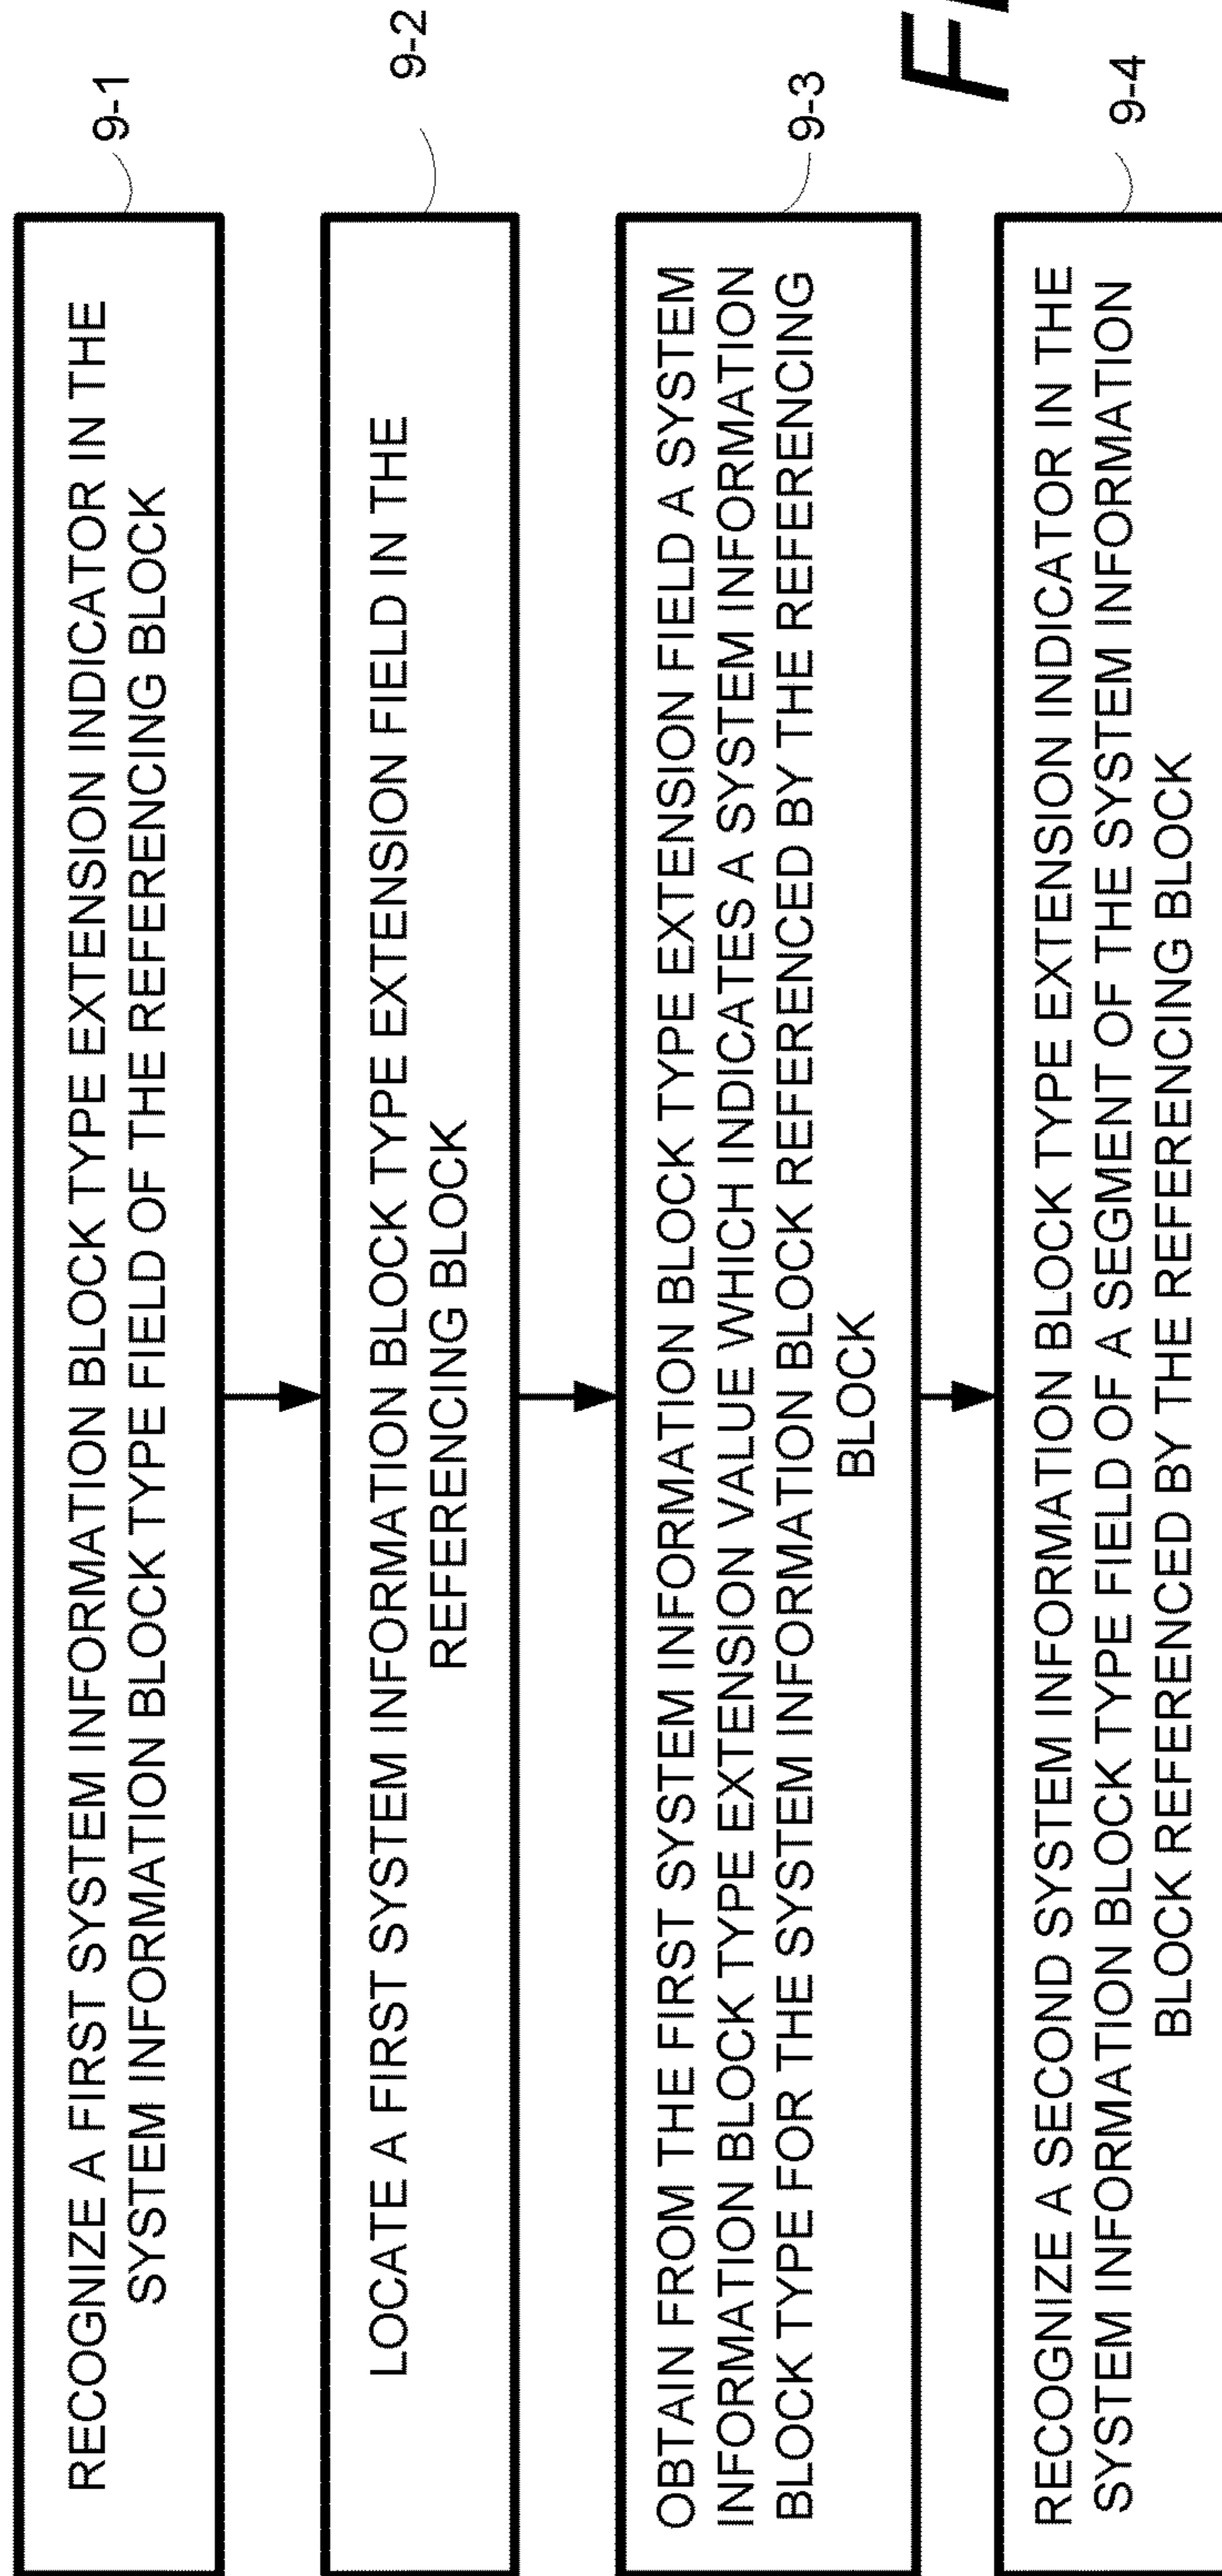 RECOGNIZE A FIRST SYSTEM INFORMATION BLOCK TYPE EXTENSION INDICATOR IN THE
SYSTEM INFORMATION BLOCK TYPE FIELD OF THE REFERENCING BLOCK
9-1
LOCATE A FIRST SYSTEM INFORMATION BLOCK TYPE EXTENSION FIELD IN THE
REFERENCING BLOCK
9-2
OBTAIN FROM THE FIRST SYSTEM INFORMATION BLOCK TYPE EXTENSION FIELD A SYSTEM
INFORMATION BLOCK TYPE EXTENSION VALUE WHICH INDICATES A SYSTEM INFORMATION
BLOCK TYPE FOR THE SYSTEM INFORMATION BLOCK REFERENCED BY THE REFERENCING
BLOCK
9-3
RECOGNIZE A SECOND SYSTEM INFORMATION BLOCK TYPE EXTENSION INDICATOR IN THE
SYSTEM INFORMATION BLOCK TYPE FIELD OF A SEGMENT OF THE SYSTEM INFORMATION
BLOCK REFERENCED BY THE REFERENCING BLOCK
9-4